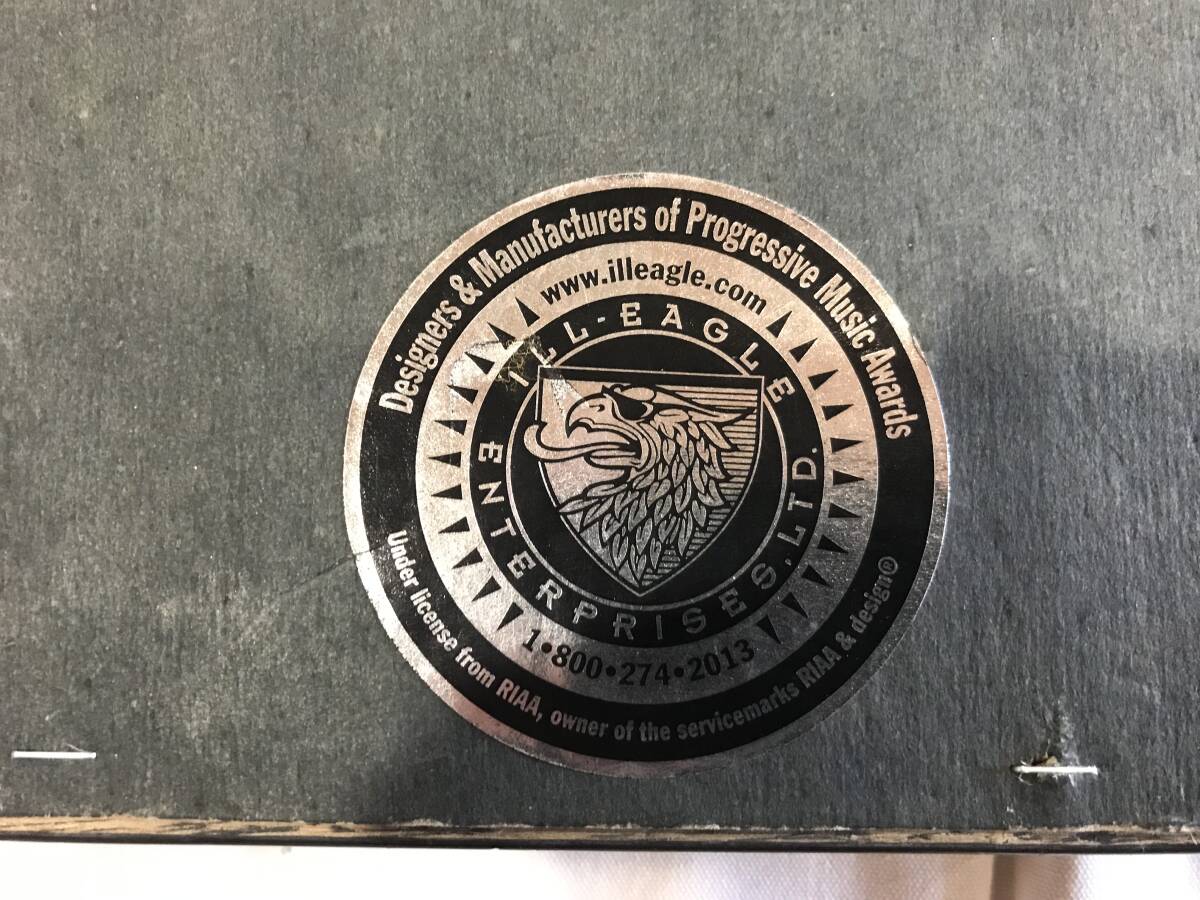 Designers & Manufacturers of Progressive Music Awards
www.illeagle.com
ILL-EAGLE
ENTERPRISES, LTD.
1•800•274•2013
Under license from RIAA, owner of the servicemarks RIAA & design®